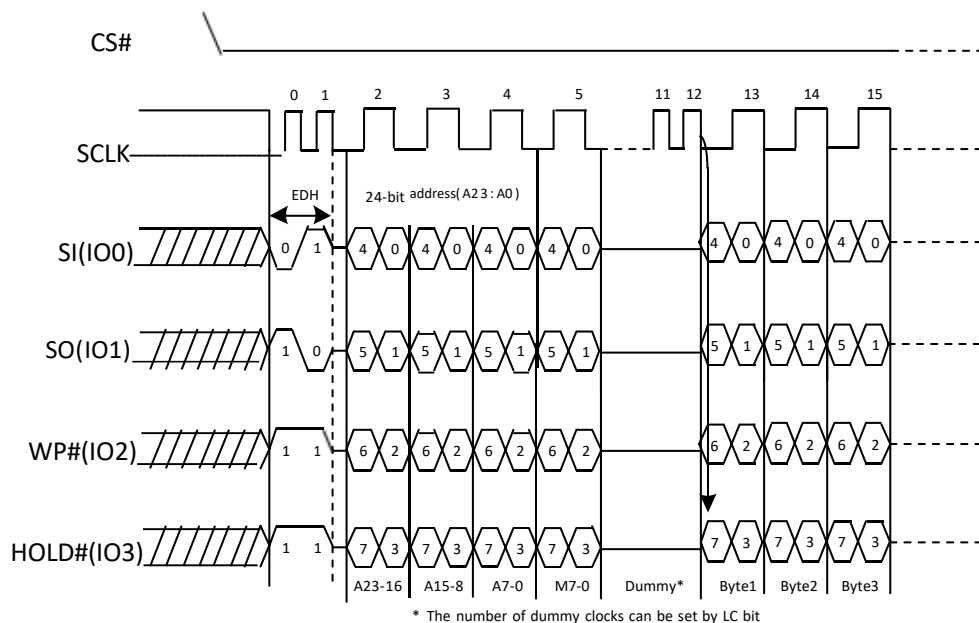 CS#
0 1 2 3 4 5 11 12 13 14 15
SCLK
EDH 24-bit address(A23:A0)
SI(IO0) 0 1 4 0 4 0 4 0 4 0 4 0 4 0 4 0
SO(IO1) 1 0 5 1 5 1 5 1 5 1 5 1 5 1 5 1
WP#(IO2) 1 1 6 2 6 2 6 2 6 2 6 2 6 2 6 2
HOLD#(IO3) 1 1 7 3 7 3 7 3 7 3 7 3 7 3 7 3
A23-16 A15-8 A7-0 M7-0 Dummy* Byte1 Byte2 Byte3
* The number of dummy clocks can be set by LC bit